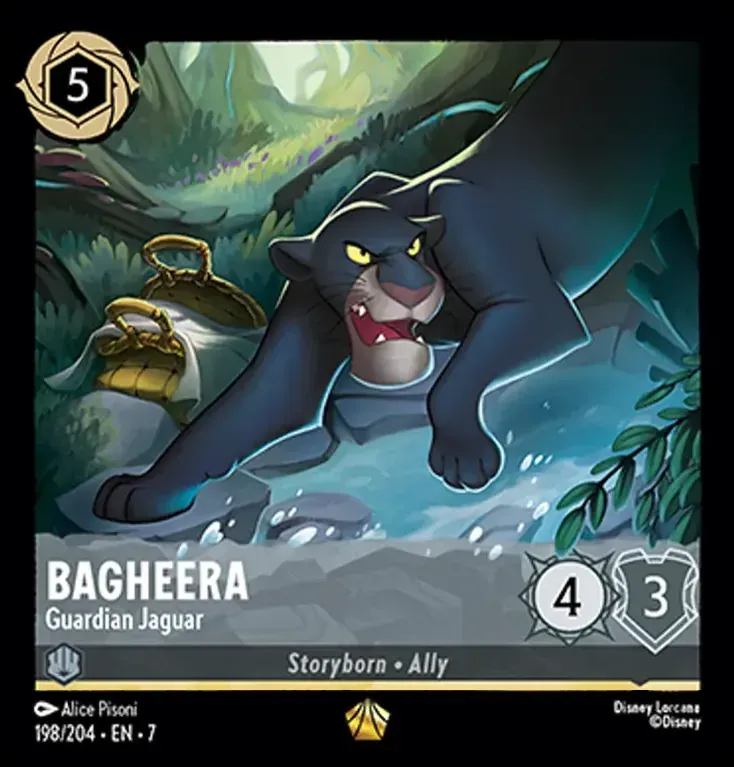 5
BAGHEERA
Guardian Jaguar
4
3
Storyborn • Ally
Alice Pisoni
198/204 • EN • 7
Disney Lorcana
©Disney